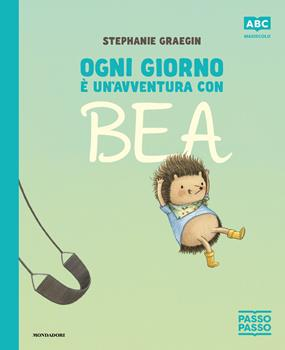 STEPHANIE GRAEGIN
ABC
MAIUSCOLO
OGNI GIORNO
È UN'AVVENTURA CON
BEA
MONDADORI
PASSO
PASSO